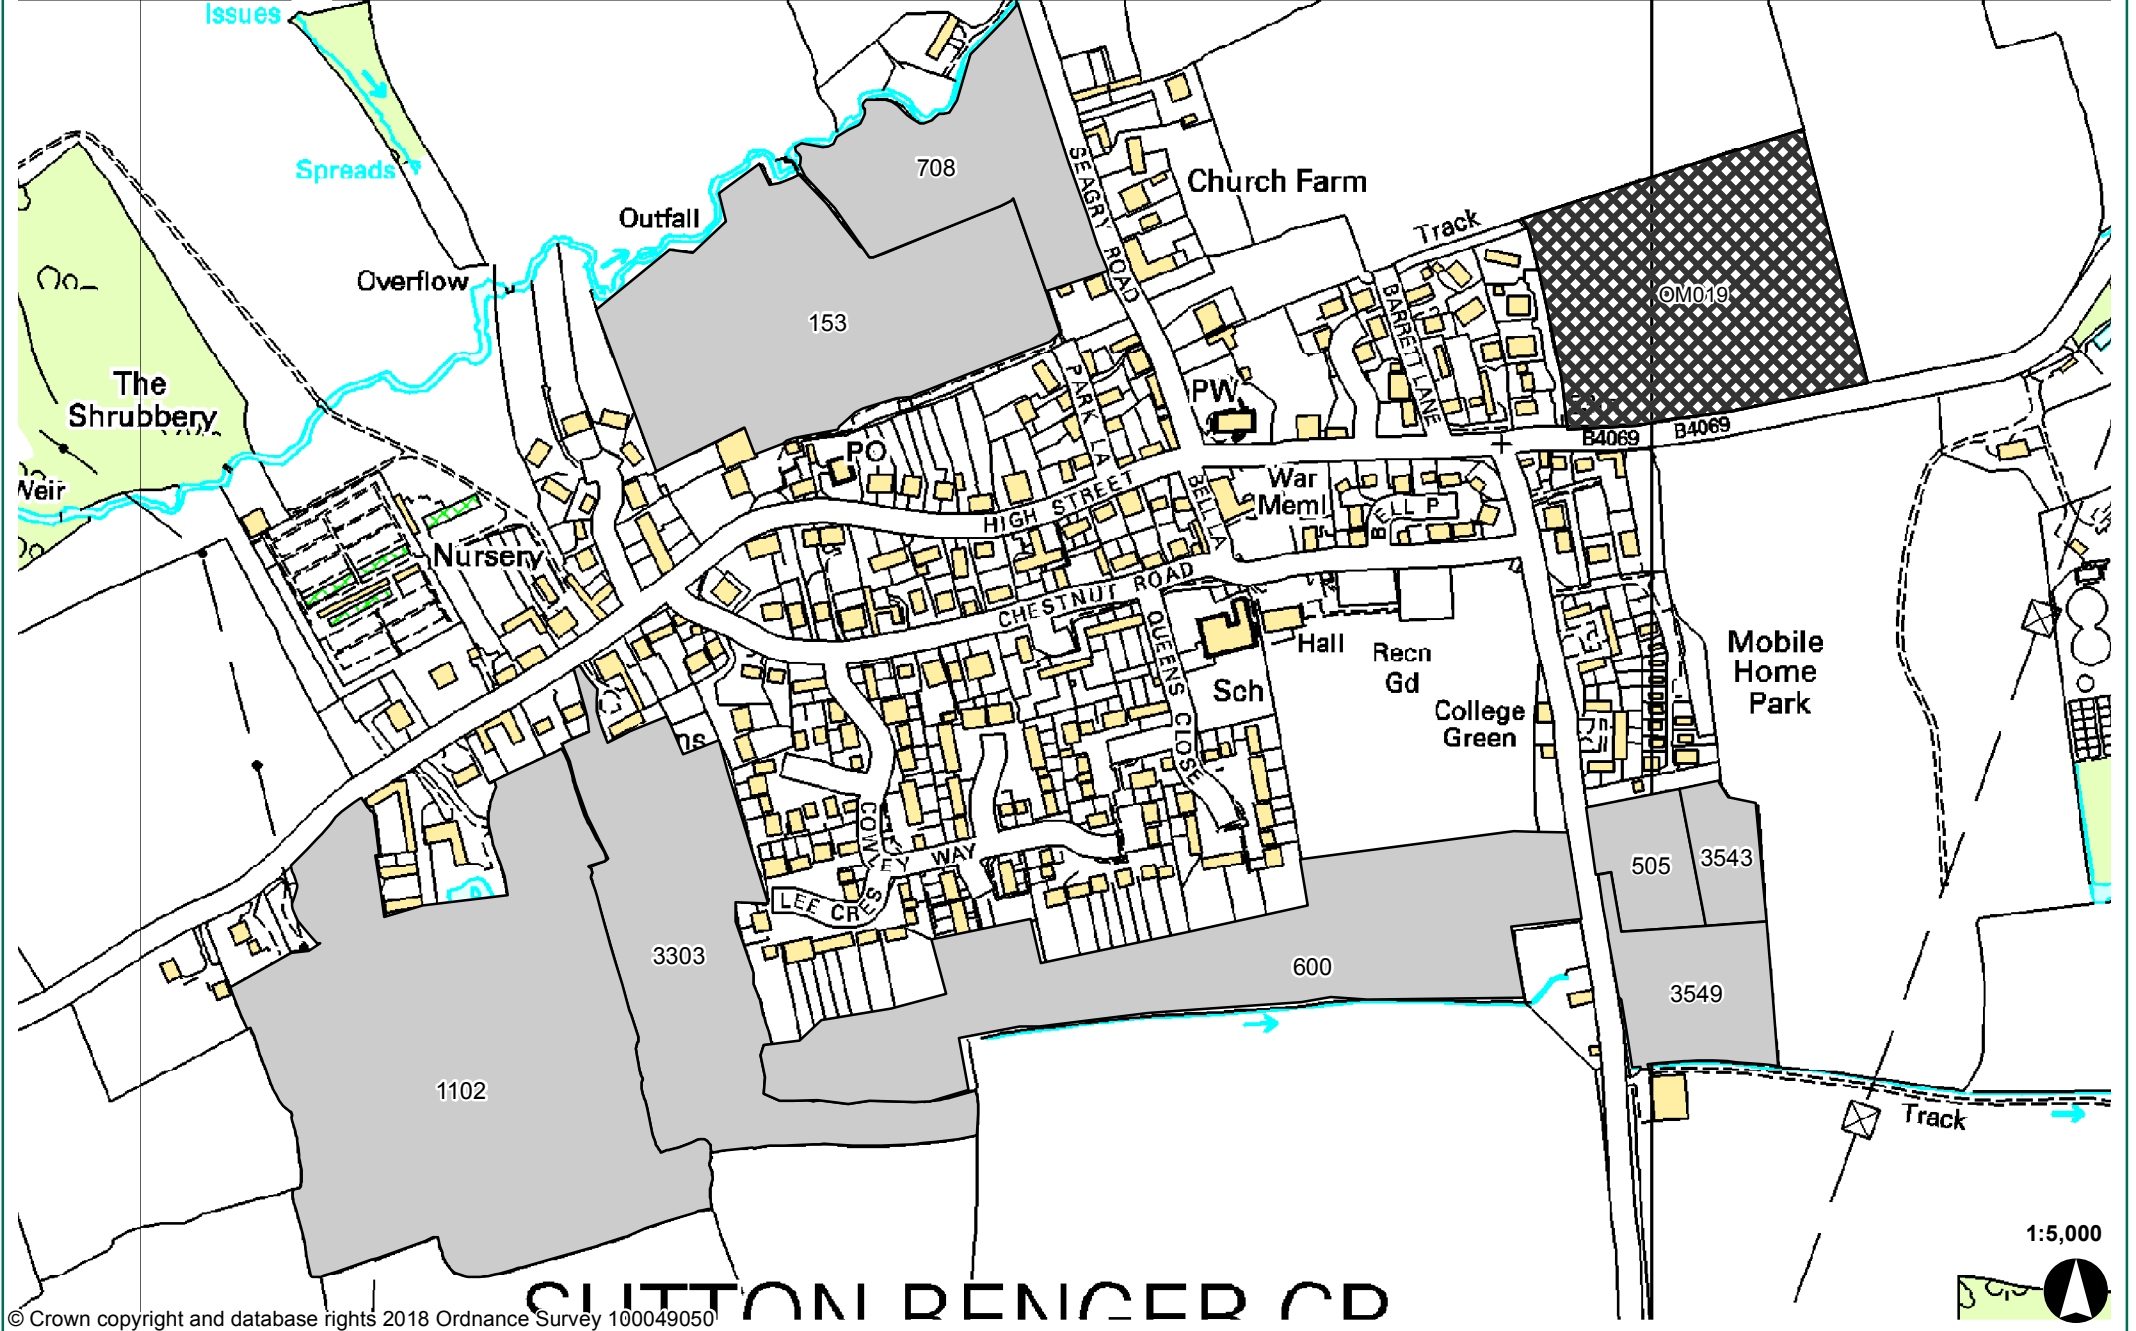 Issues
Spreads
708
SEAGRY ROAD
Church Farm
Track
Outfall
Overflow
OM019
153
BARRETT LANE
The
Shrubbery
PARK LA
PW
B4069
B4069
PO
Weir
War
Meml
BELL P
HIGH STREET
BELL LA
Nursery
CHESTNUT ROAD
QUEENS CLOSE
Hall
Recn
Gd
Mobile
Home
Park
Sch
College
Green
COWLEY WAY
505
3543
LEE CRES
3303
600
3549
1102
Track
1:5,000
SUTTON BENGER CP
© Crown copyright and database rights 2018 Ordnance Survey 100049050